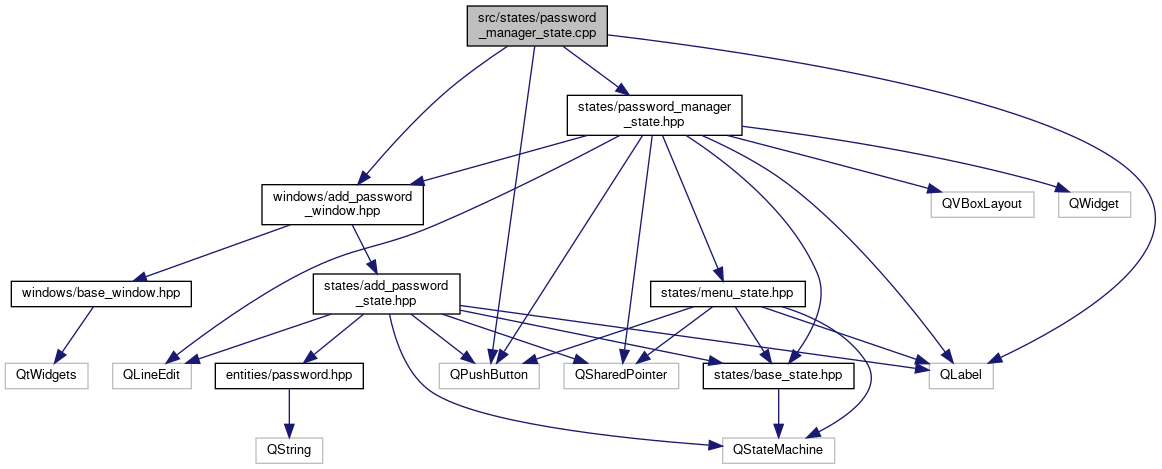 src/states/password
_manager_state.cpp
states/password_manager
_state.hpp
windows/add_password
_window.hpp
QVBoxLayout
QWidget
windows/base_window.hpp
states/add_password
_state.hpp
states/menu_state.hpp
QtWidgets
QLineEdit
entities/password.hpp
QPushButton
QSharedPointer
states/base_state.hpp
QLabel
QString
QStateMachine